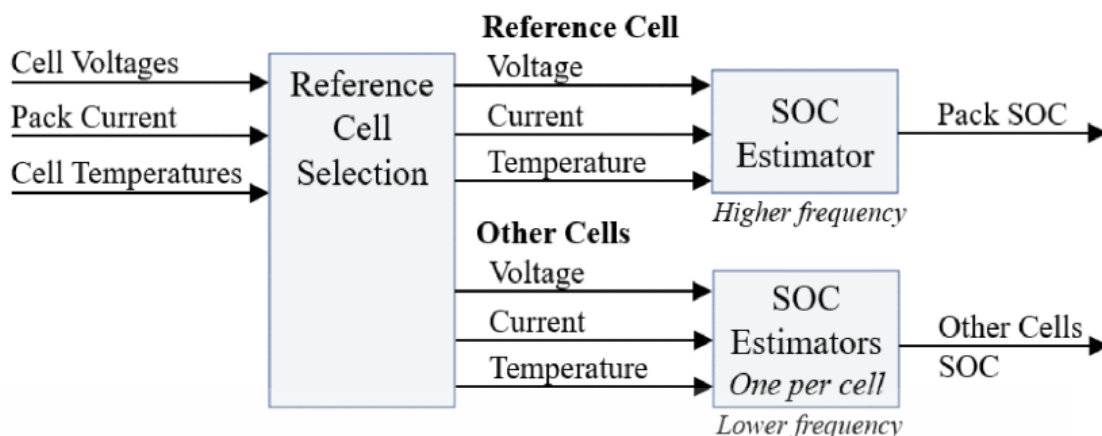 Cell Voltages
Pack Current
Cell Temperatures
Reference
Cell
Selection
Reference Cell
Voltage
Current
Temperature
SOC
Estimator
Higher frequency
Pack SOC
Other Cells
Voltage
Current
Temperature
SOC
Estimators
One per cell
Lower frequency
Other Cells
SOC